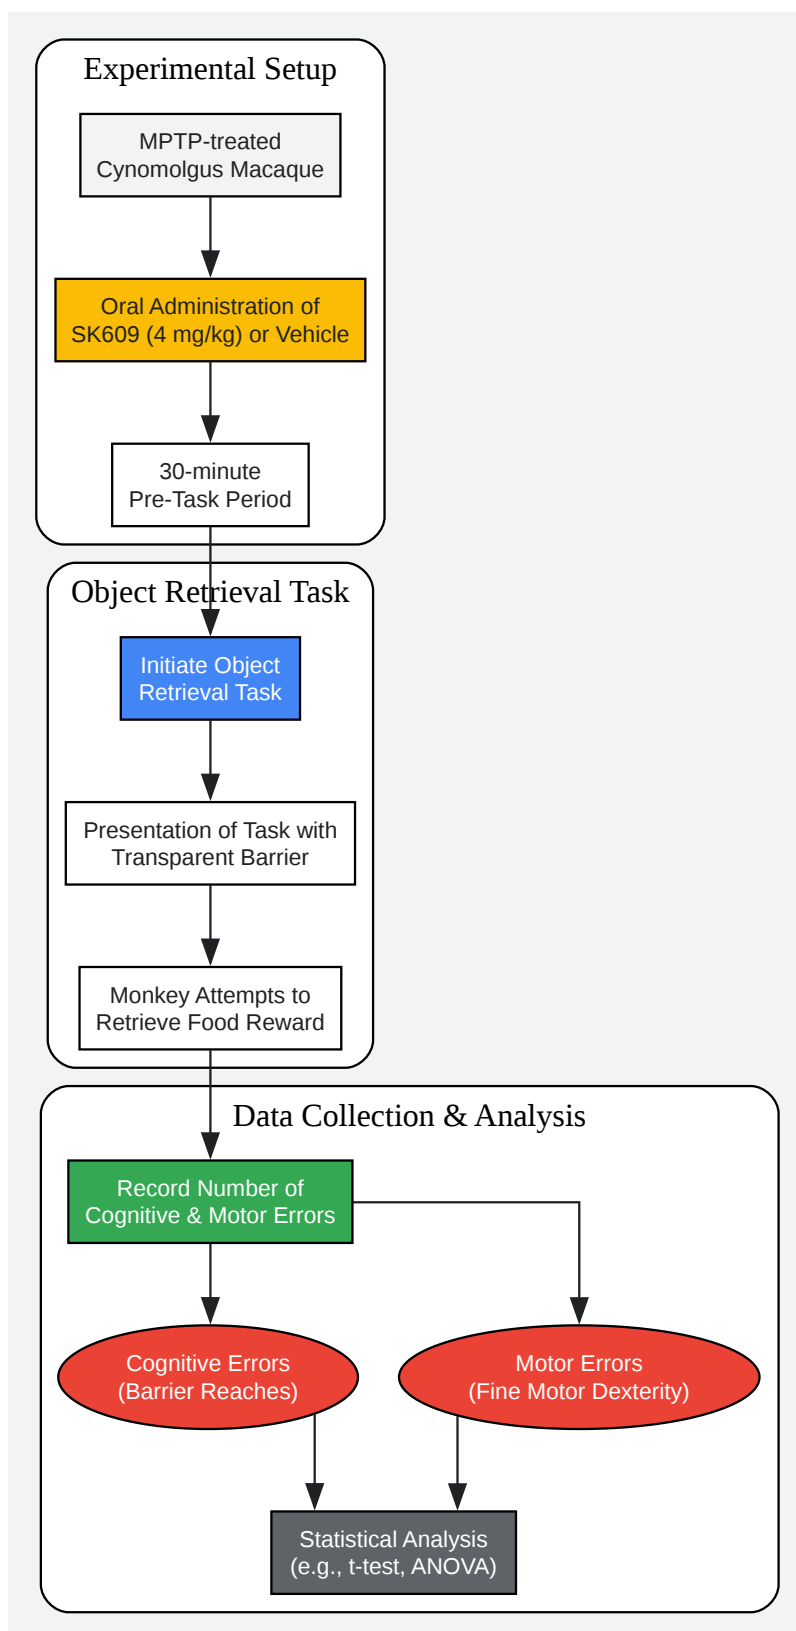 Experimental Setup
MPTP-treated
Cynomolgus Macaque
Oral Administration of
SK609 (4 mg/kg) or Vehicle
30-minute
Pre-Task Period
Object Retrieval Task
Initiate Object
Retrieval Task
Presentation of Task with
Transparent Barrier
Monkey Attempts to
Retrieve Food Reward
Data Collection & Analysis
Record Number of
Cognitive & Motor Errors
Cognitive Errors
(Barrier Reaches)
Motor Errors
(Fine Motor Dexterity)
Statistical Analysis
(e.g., t-test, ANOVA)